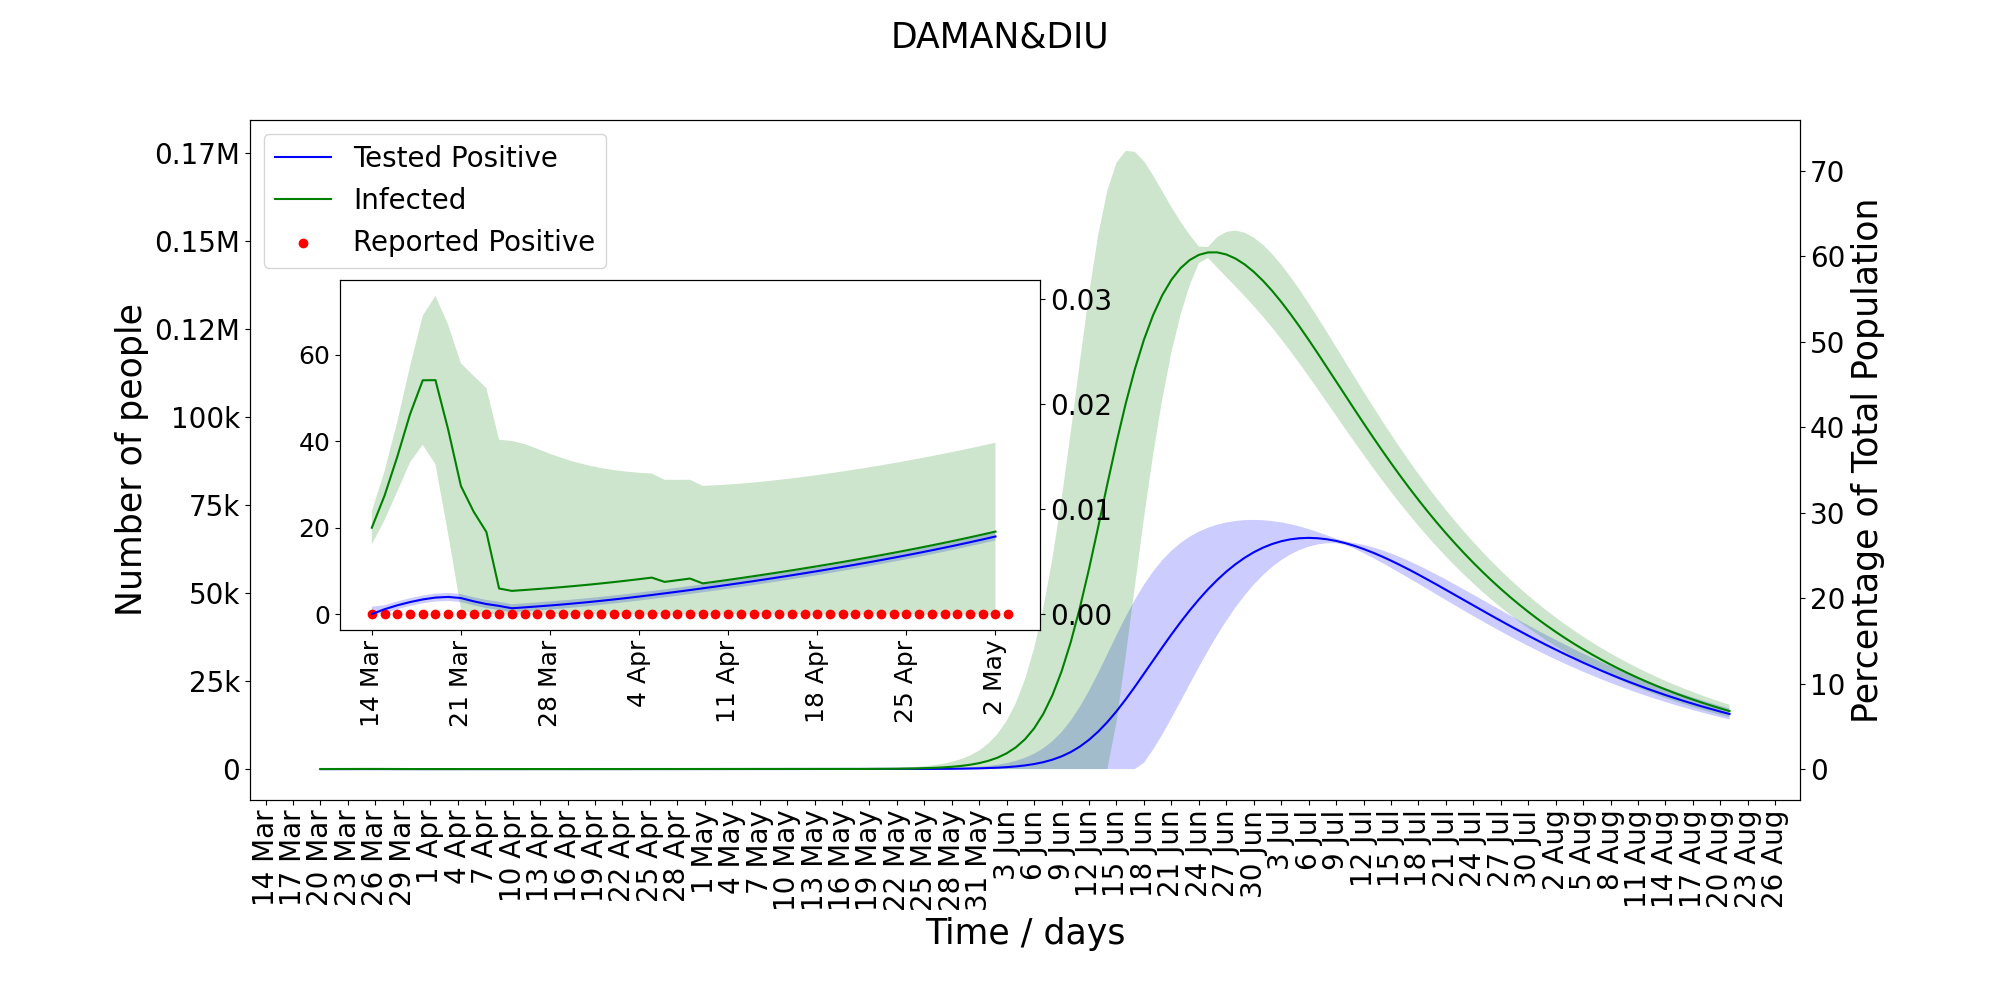 DAMAN&DIU
Tested Positive
Infected
Reported Positive
Number of people
0.17M
0.15M
0.12M
100k
75k
50k
25k
0
Percentage of Total Population
70
60
50
40
30
20
10
0
60
40
20
0
0.03
0.02
0.01
0.00
14 Mar
21 Mar
28 Mar
4 Apr
11 Apr
18 Apr
25 Apr
2 May
14 Mar
17 Mar
20 Mar
23 Mar
26 Mar
29 Mar
1 Apr
4 Apr
7 Apr
10 Apr
13 Apr
16 Apr
19 Apr
22 Apr
25 Apr
28 Apr
1 May
4 May
7 May
10 May
13 May
16 May
19 May
22 May
25 May
28 May
31 May
3 Jun
6 Jun
9 Jun
12 Jun
15 Jun
18 Jun
21 Jun
24 Jun
27 Jun
30 Jun
3 Jul
6 Jul
9 Jul
12 Jul
15 Jul
18 Jul
21 Jul
24 Jul
27 Jul
30 Jul
2 Aug
5 Aug
8 Aug
11 Aug
14 Aug
17 Aug
20 Aug
23 Aug
26 Aug
Time / days